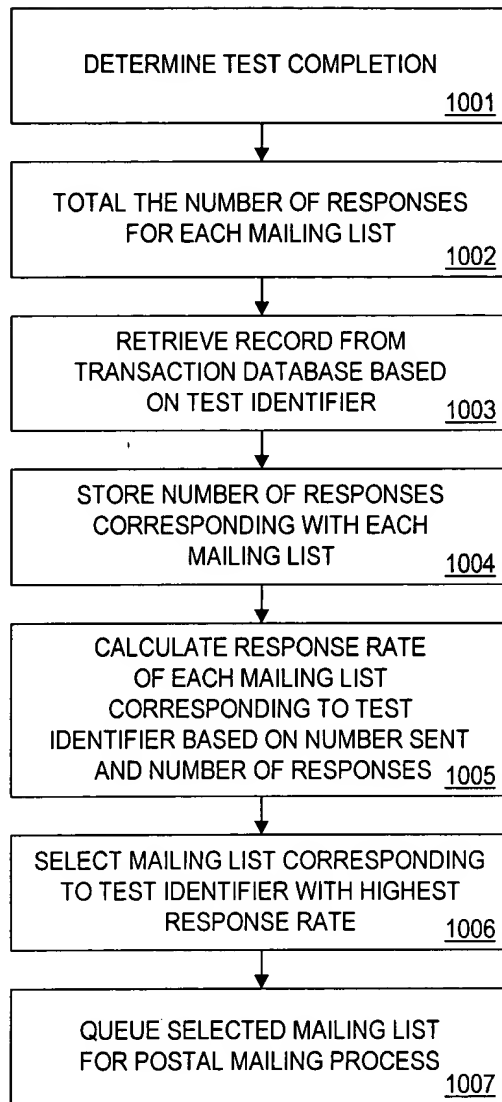 DETERMINE TEST COMPLETION
1001
TOTAL THE NUMBER OF RESPONSES
FOR EACH MAILING LIST
1002
RETRIEVE RECORD FROM
TRANSACTION DATABASE BASED
ON TEST IDENTIFIER
1003
STORE NUMBER OF RESPONSES
CORRESPONDING WITH EACH
MAILING LIST
1004
CALCULATE RESPONSE RATE
OF EACH MAILING LIST
CORRESPONDING TO TEST
IDENTIFIER BASED ON NUMBER SENT
AND NUMBER OF RESPONSES
1005
SELECT MAILING LIST CORRESPONDING
TO TEST IDENTIFIER WITH HIGHEST
RESPONSE RATE
1006
QUEUE SELECTED MAILING LIST
FOR POSTAL MAILING PROCESS
1007